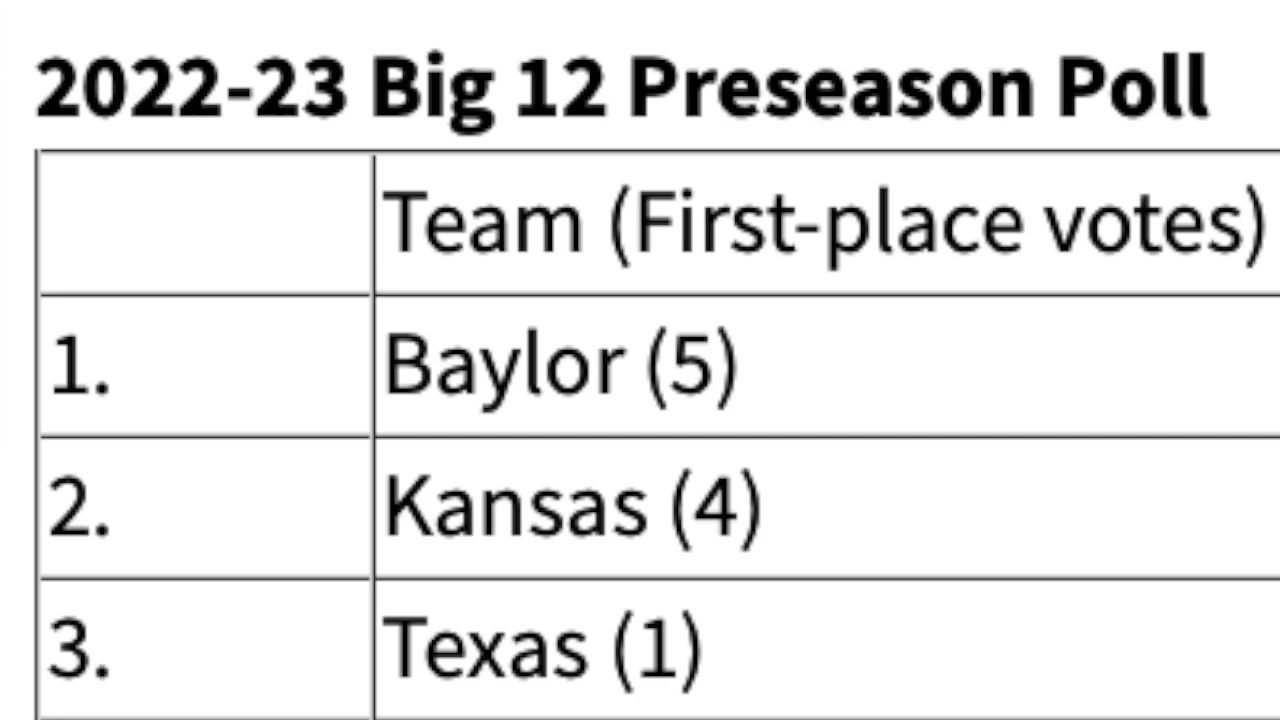 2022-23 Big 12 Preseason Poll
Team (First-place votes)
1. Baylor (5)
2. Kansas (4)
3. Texas (1)